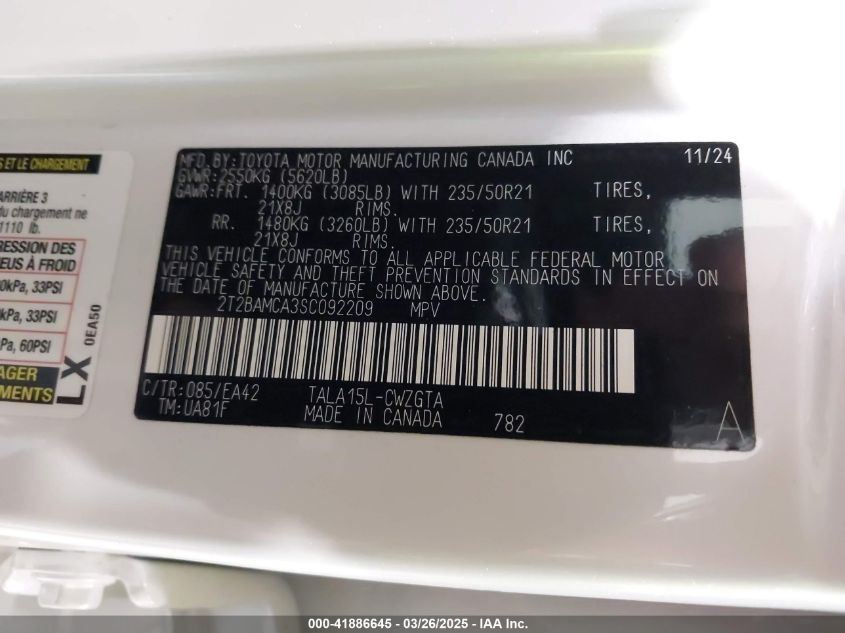 S ET LE CHARGEMENT
ARRIÈRE 3
du chargement ne
1110 lb.
RESSION DES
NEUS À FROID
0kPa, 33PSI
kPa, 33PSI
Pa, 60PSI
AGER
EMENTS
LX
0EA50
MFD. BY: TOYOTA MOTOR MANUFACTURING CANADA INC 11/24
GVWR: 2550KG (5620LB)
GAWR: FRT. 1400KG (3085LB) WITH 235/50R21 TIRES,
21X8J RIMS.
RR. 1480KG (3260LB) WITH 235/50R21 TIRES,
21X8J RIMS.
THIS VEHICLE CONFORMS TO ALL APPLICABLE FEDERAL MOTOR
VEHICLE SAFETY AND THEFT PREVENTION STANDARDS IN EFFECT ON
THE DATE OF MANUFACTURE SHOWN ABOVE.
2T2BAMCA3SC092209 MPV
C/TR: 085/EA42 TALA15L-CWZGTA
TM: UA81F MADE IN CANADA 782
A
000-41886645 - 03/26/2025 - IAA Inc.